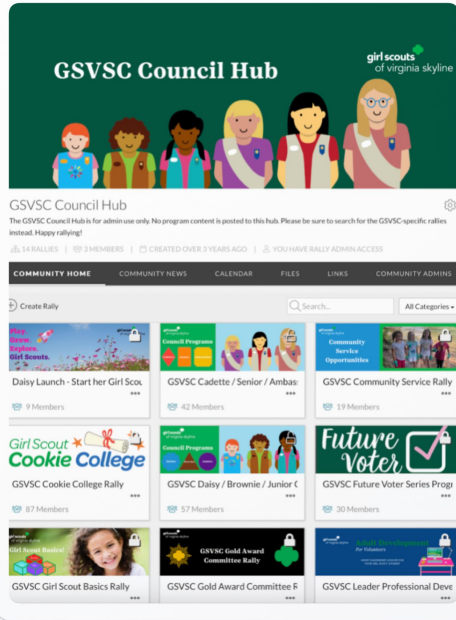 GSVSC Council Hub
girl scouts
of virginia skyline
GSVSC Council Hub
The GSVSC Council Hub is for admin use only. No program content is posted to this hub. Please be sure to search for the GSVSC-specific rallies
instead. Happy rallying!
14 RALLIES | 3 MEMBERS | CREATED OVER 3 YEARS AGO | YOU HAVE RALLY ADMIN ACCESS
COMMUNITY HOME COMMUNITY NEWS CALENDAR FILES LINKS COMMUNITY ADMINS
Create Rally
Search...
All Categories
Play.
Grow.
Explore.
Girl Scouts.
Council Programs
Community
Service
Opportunities
Daisy Launch - Start her Girl Scou
GSVSC Cadette / Senior / Ambas
GSVSC Community Service Rally
9 Members
42 Members
19 Members
Girl Scout
Cookie College
Council Programs
Future
Voter
GSVSC Cookie College Rally
GSVSC Daisy / Brownie / Junior C
GSVSC Future Voter Series Progr
87 Members
57 Members
30 Members
Girl Scout Basics!
GSVSC Gold Award
Committee Rally
Adult Development
For Volunteers
GSVSC Girl Scout Basics Rally
GSVSC Gold Award Committee R
GSVSC Leader Professional Deve